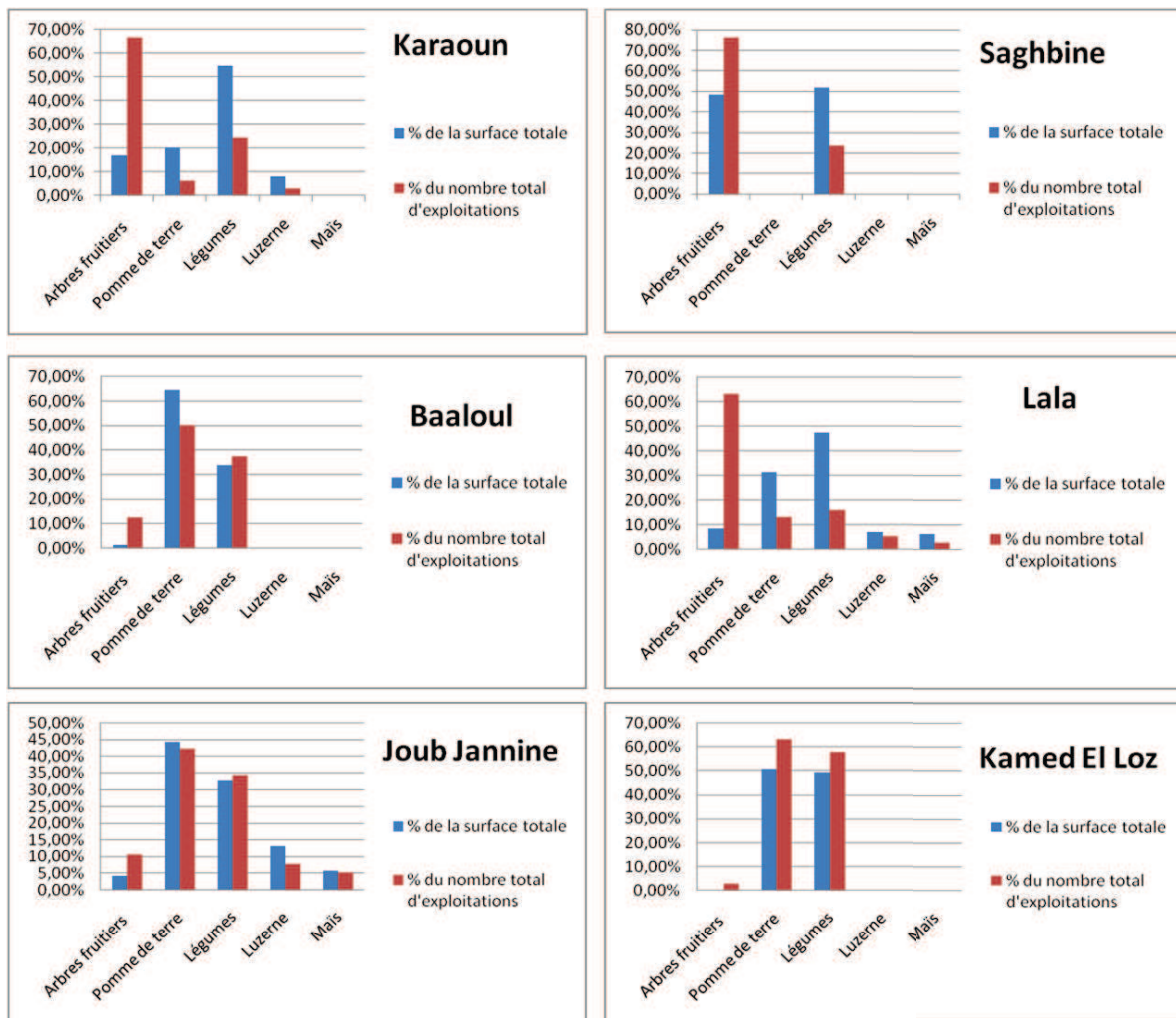 Karaoun
70,00%
60,00%
50,00%
40,00%
30,00%
20,00%
10,00%
0,00%
% de la surface totale
% du nombre total
d'exploitations
Arbres fruitiers
Pomme de terre
Légumes
Luzerne
Maïs
Saghbine
80,00%
70,00%
60,00%
50,00%
40,00%
30,00%
20,00%
10,00%
0,00%
% de la surface totale
% du nombre total
d'exploitations
Arbres fruitiers
Pomme de terre
Légumes
Luzerne
Maïs
Baaloul
70,00%
60,00%
50,00%
40,00%
30,00%
20,00%
10,00%
0,00%
% de la surface totale
% du nombre total
d'exploitations
Arbres fruitiers
Pomme de terre
Légumes
Luzerne
Maïs
Lala
70,00%
60,00%
50,00%
40,00%
30,00%
20,00%
10,00%
0,00%
% de la surface totale
% du nombre total
d'exploitations
Arbres fruitiers
Pomme de terre
Légumes
Luzerne
Maïs
Joub Jannine
50,00%
45,00%
40,00%
35,00%
30,00%
25,00%
20,00%
15,00%
10,00%
5,00%
0,00%
% de la surface totale
% du nombre total
d'exploitations
Arbres fruitiers
Pomme de terre
Légumes
Luzerne
Maïs
Kamed El Loz
70,00%
60,00%
50,00%
40,00%
30,00%
20,00%
10,00%
0,00%
% de la surface totale
% du nombre total
d'exploitations
Arbres fruitiers
Pomme de terre
Légumes
Luzerne
Maïs